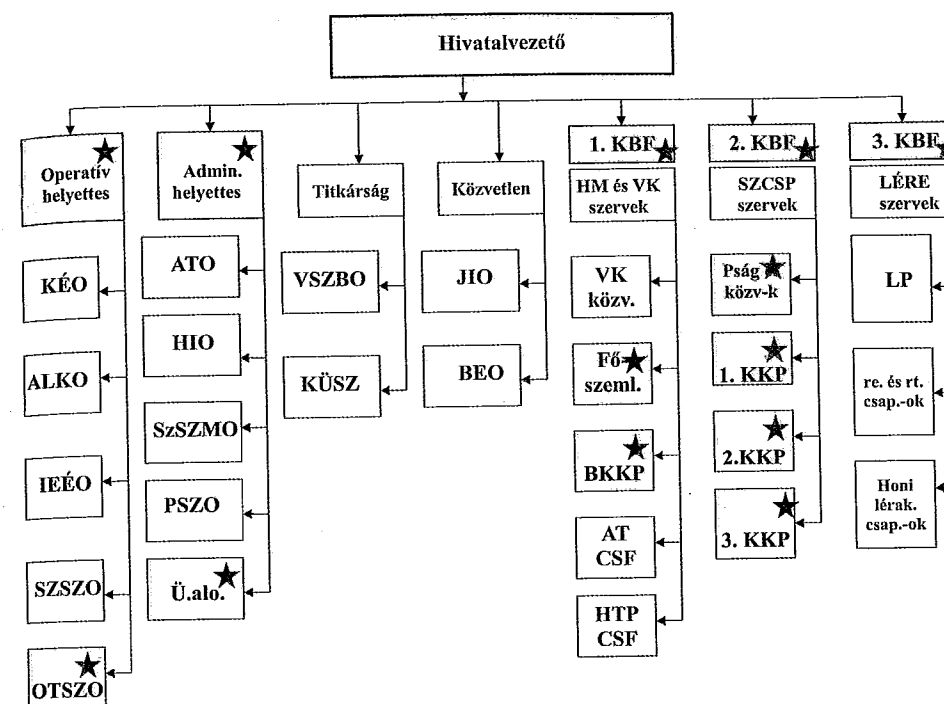 Hivatalvezető
Operatív
helyettes
KÉO
ALKO
IEÉO
SZSZO
OTSZO
Admin.
helyettes
ATO
HIO
SzSZMO
PSZO
Ü.alo.
Titkárság
VSZBO
KÜSZ
Közvetlen
JIO
BEO
1. KBF
HM és VK
szervek
VK
közv.
Fő-
szeml.
BKKP
AT
CSF
HTP
CSF
2. KBF
SZCSP
szervek
Pság
közv-k
1. KKP
2.KKP
3. KKP
3. KBF
LÉRE
szervek
LP
re. és rt.
csap.-ok
Honi
lérak.
csap.-ok